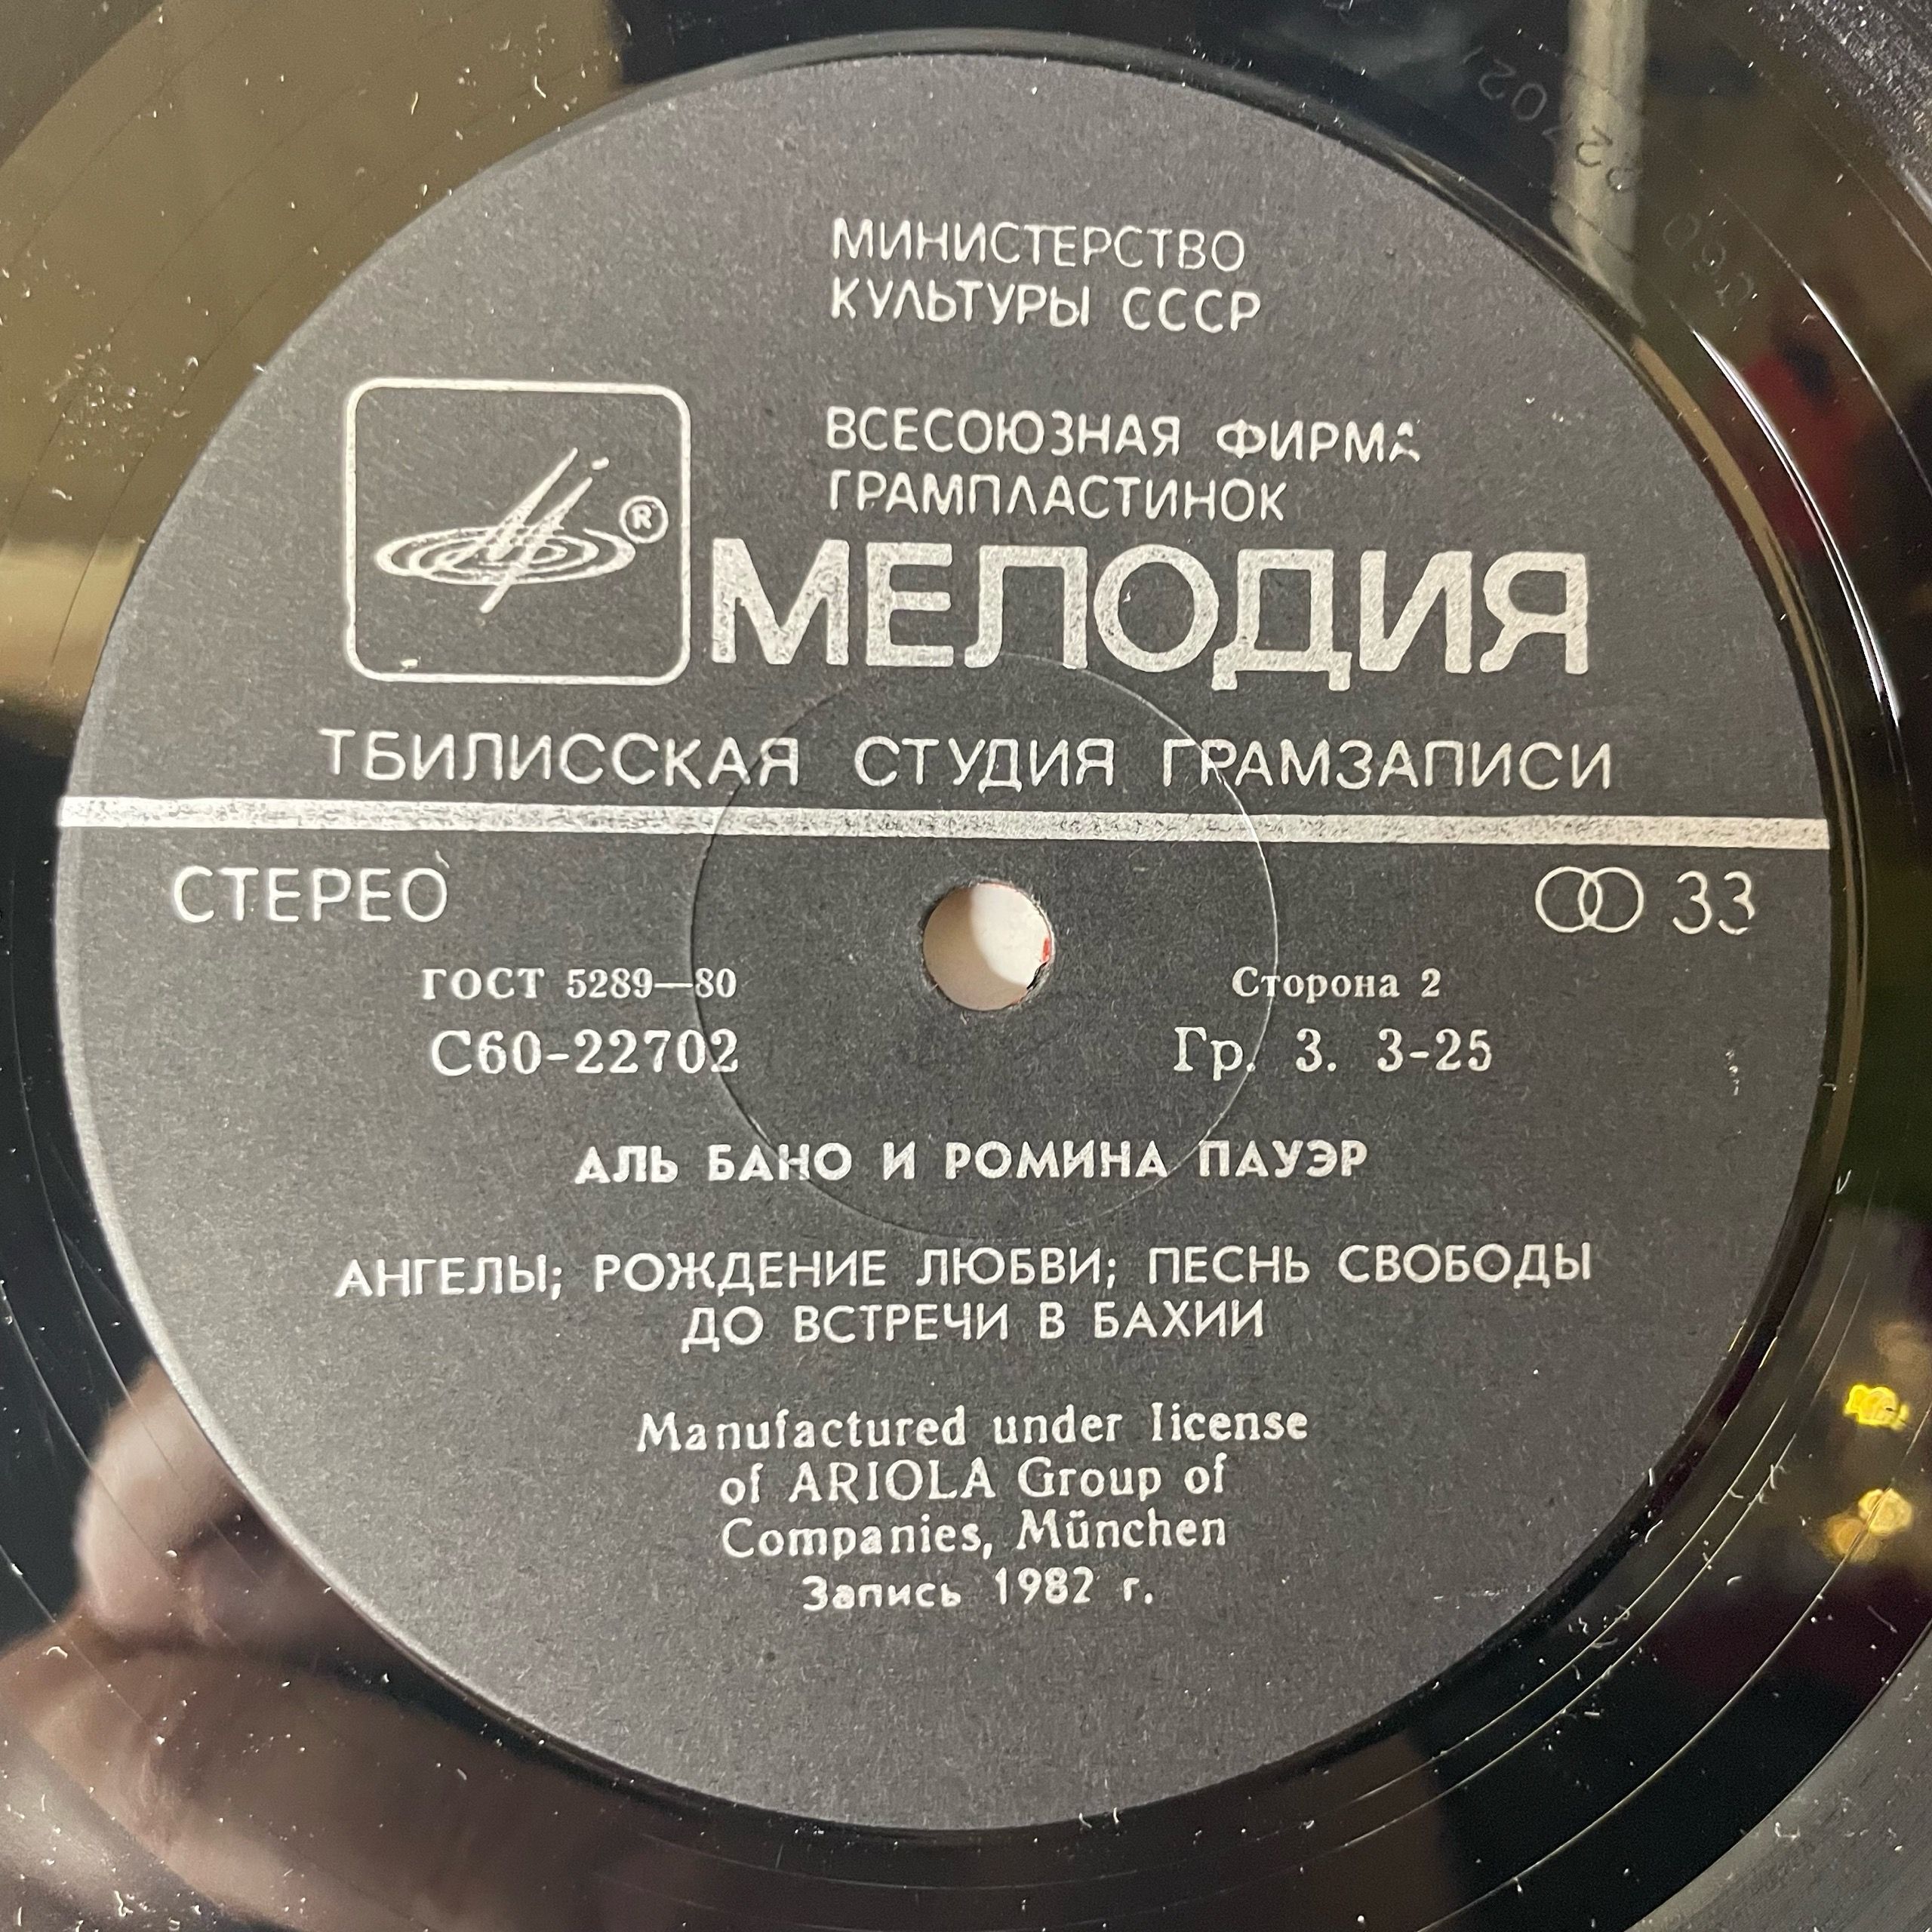 МИНИСТЕРСТВО
КУЛЬТУРЫ СССР
ВСЕСОЮЗНАЯ ФИРМА
ГРАМПЛАСТИНОК
®
МЕЛОДИЯ
ТБИЛИССКАЯ СТУДИЯ ГРАМЗАПИСИ
СТЕРЕО
33
ГОСТ 5289—80
Сторона 2
С60-22702
Гр. 3. 3-25
АЛЬ БАНО И РОМИНА ПАУЭР
АНГЕЛЫ; РОЖДЕНИЕ ЛЮБВИ; ПЕСНЬ СВОБОДЫ
ДО ВСТРЕЧИ В БАХИИ
Manufactured under license
of ARIOLA Group of
Companies, München
Запись 1982 г.